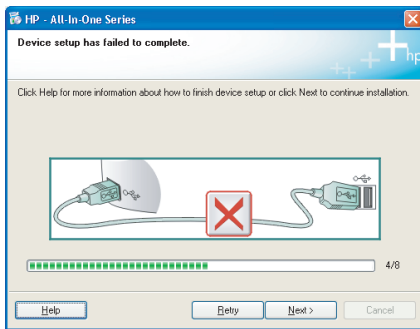 HP - All-In-One Series
Device setup has failed to complete.
hp
Click Help for more information about how to finish device setup or click Next to continue installation.
4/8
Help
Retry
Next >
Cancel